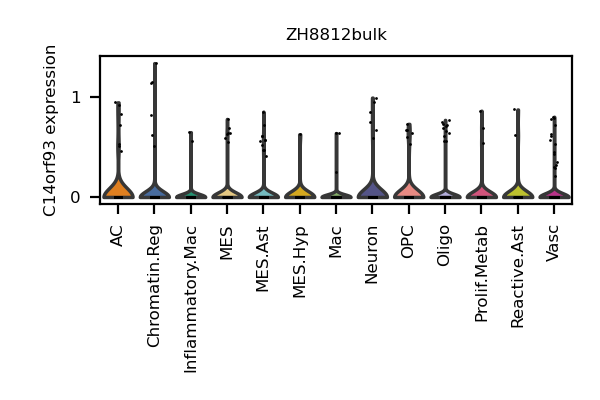 ZH8812bulk
C14orf93 expression
1
0
AC
Chromatin.Reg
Inflammatory.Mac
MES
MES.Ast
MES.Hyp
Mac
Neuron
OPC
Oligo
Prolif.Metab
Reactive.Ast
Vasc